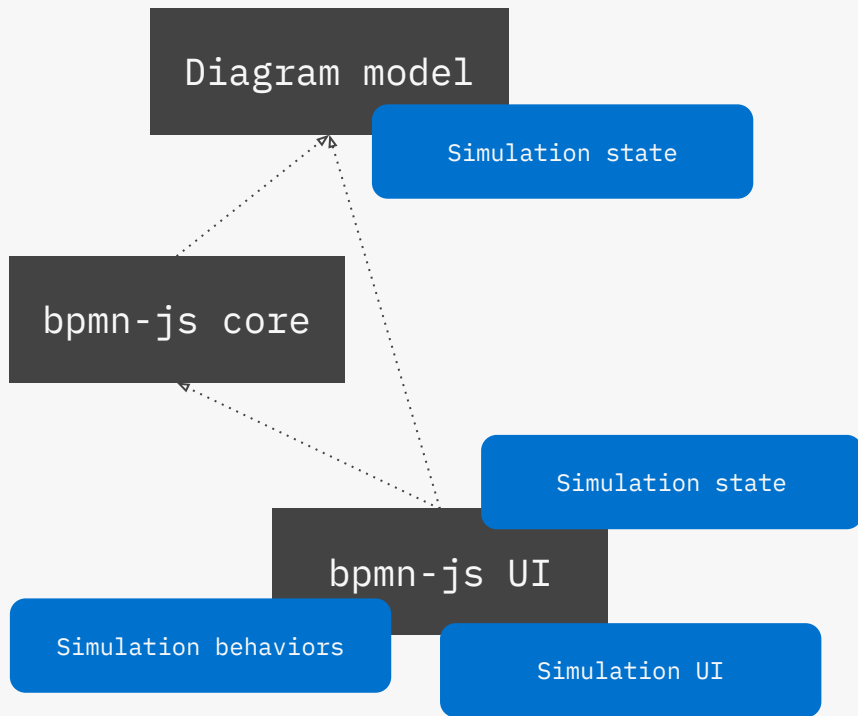 Diagram model
Simulation state
bpmn-js core
Simulation state
bpmn-js UI
Simulation behaviors
Simulation UI